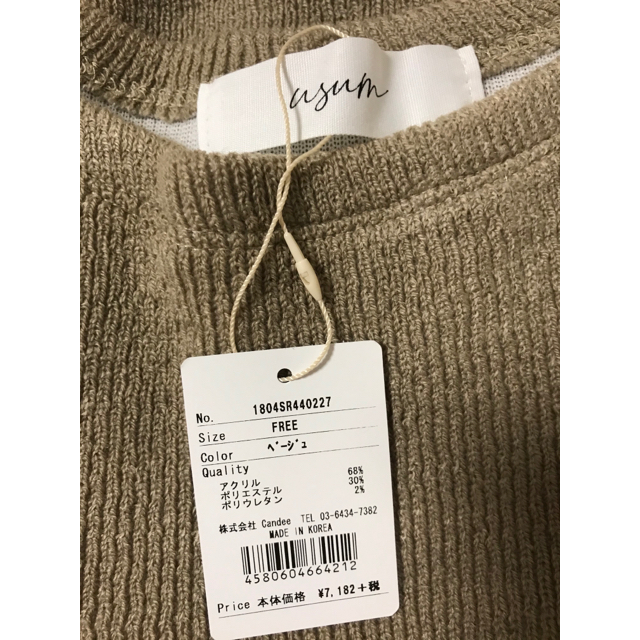 usum
No. 1804SR440227
Size FREE
Color ﾍﾞｰｼﾞｭ
Quality
アクリル 68%
ポリエステル 30%
ポリウレタン 2%
株式会社 Candee TEL 03-6434-7382
MADE IN KOREA
4580604664212
Price 本体価格 ¥7,182+税